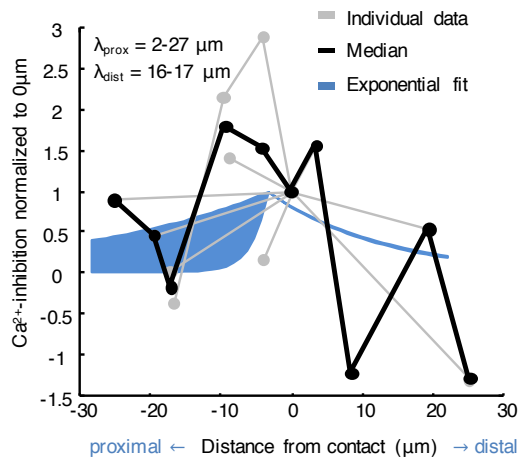 Individual data
Median
Exponential fit
λprox = 2-27 μm
λdist = 16-17 μm
Ca²⁺-inhbition normalized to 0μm
3
2.5
2
1.5
1
0.5
0
-0.5
-1
-1.5
-30 -20 -10 0 10 20 30
proximal ← Distance from contact (μm) → distal